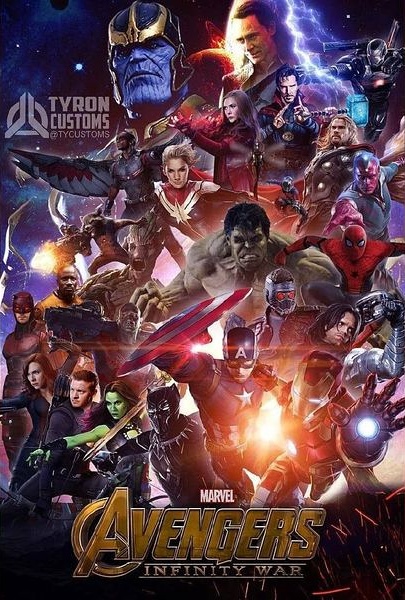 TYRON
CUSTOMS
@TYCUSTOMS
MARVEL
AVENGERS
INFINITY WAR